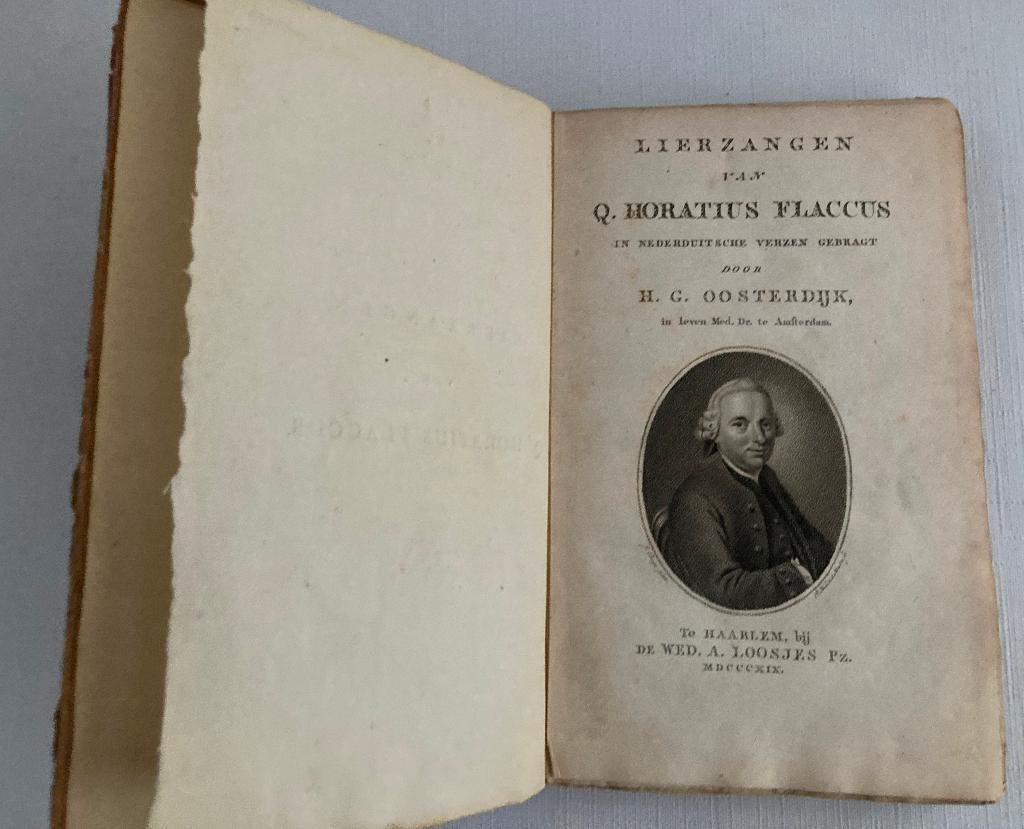 LIERZANGEN
VAN
Q. HORATIUS FLACCUS
IN NEDERDUITSCHE VERZEN GEBRAGT
DOOR
H. G. OOSTERDIJK,
in leven Med. Dr. te Amsterdam.
Te HAARLEM, bij
DE WED. A. LOOSJES Pz.
MDCCCXIX.